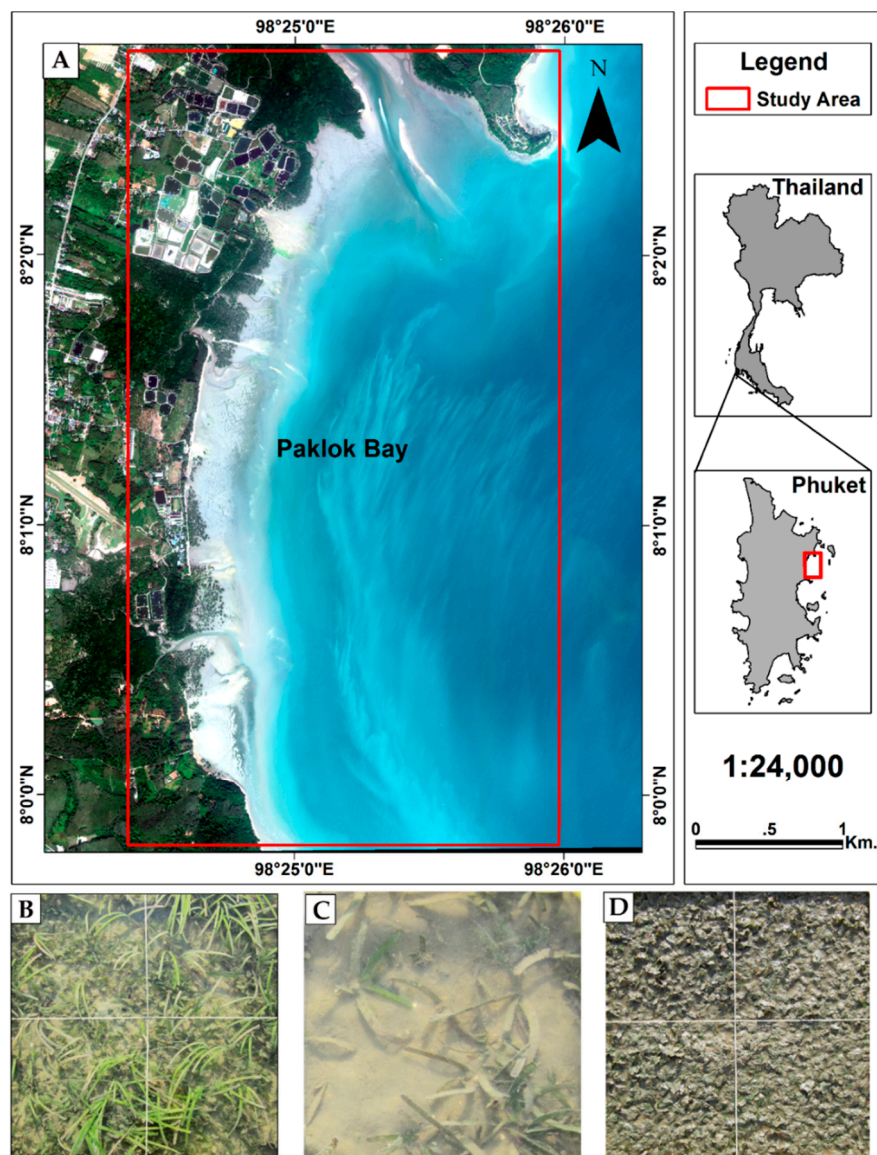 98°25'0"E 98°26'0"E
A
N
8°2'0"N
8°2'0"N
Paklok Bay
8°1'0"N
8°1'0"N
8°0'0"N
8°0'0"N
98°25'0"E 98°26'0"E
Legend
Study Area
Thailand
Phuket
1:24,000
0 .5 1
Km.
B
C
D